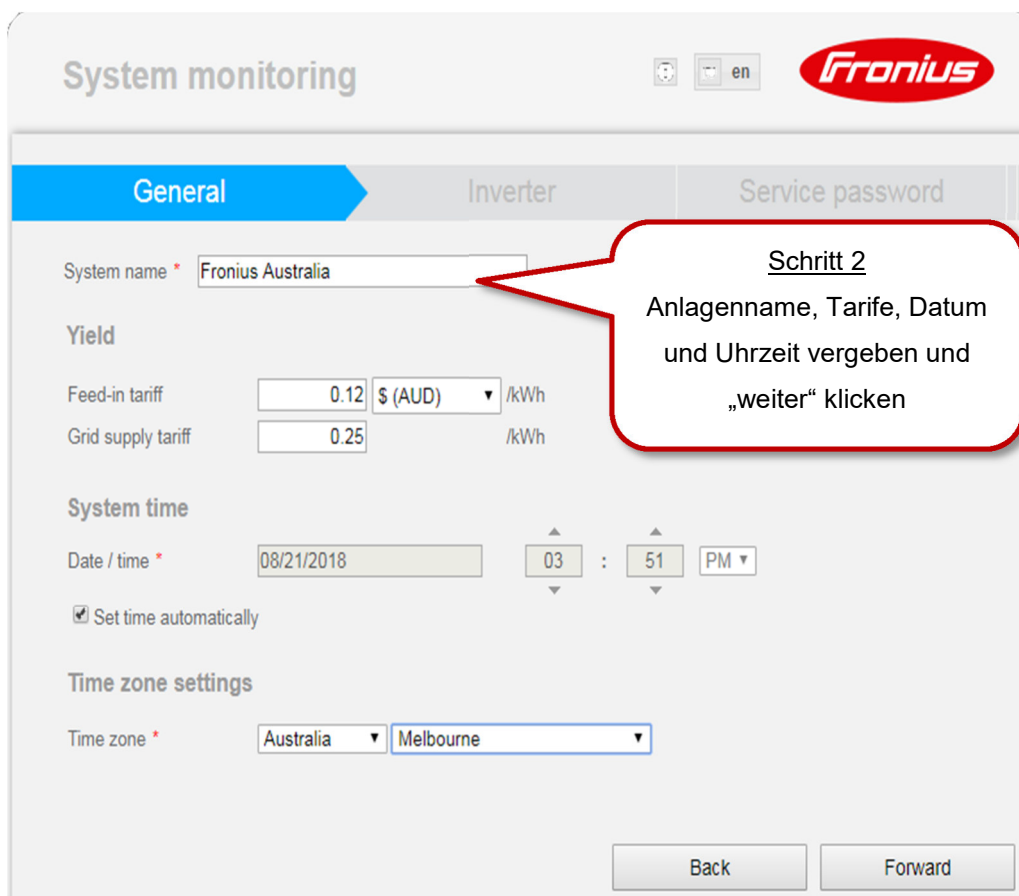 System monitoring
en
Fronius
General
Inverter
Service password
System name * Fronius Australia
Schritt 2
Anlagenname, Tarife, Datum
und Uhrzeit vergeben und
„weiter“ klicken
Yield
Feed-in tariff 0.12 $ (AUD) /kWh
Grid supply tariff 0.25 /kWh
System time
Date / time * 08/21/2018 03 : 51 PM
Set time automatically
Time zone settings
Time zone * Australia Melbourne
Back Forward